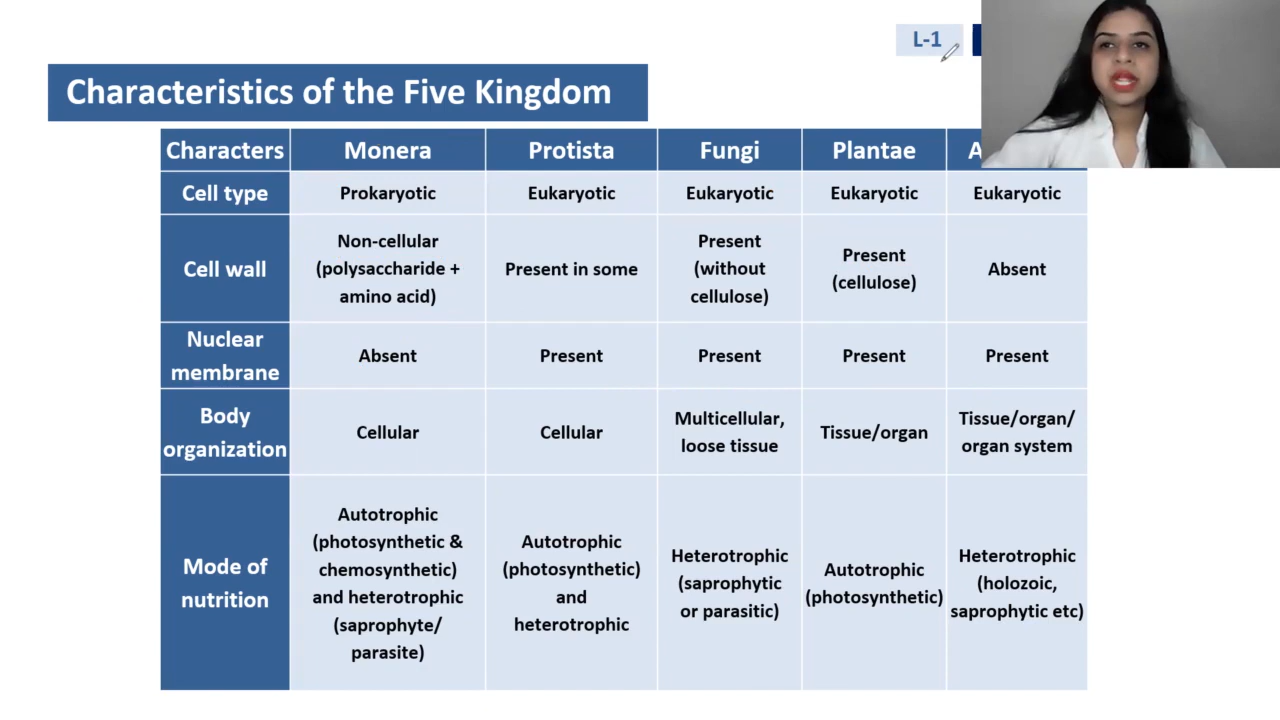 L-1
Characteristics of the Five Kingdom
Characters Monera Protista Fungi Plantae
Cell type Prokaryotic Eukaryotic Eukaryotic Eukaryotic Eukaryotic
Cell wall
Non-cellular
(polysaccharide +
amino acid)
Present in some
Present
(without
cellulose)
Present
(cellulose)
Absent
Nuclear
membrane
Absent Present Present Present Present
Body
organization
Cellular
Cellular
Multicellular,
loose tissue
Tissue/organ
Tissue/organ/
organ system
Mode of
nutrition
Autotrophic
(photosynthetic &
chemosynthetic)
and heterotrophic
(saprophyte/
parasite)
Autotrophic
(photosynthetic)
and
heterotrophic
Heterotrophic
(saprophytic
or parasitic)
Autotrophic
(photosynthetic)
Heterotrophic
(holozoic,
saprophytic etc)